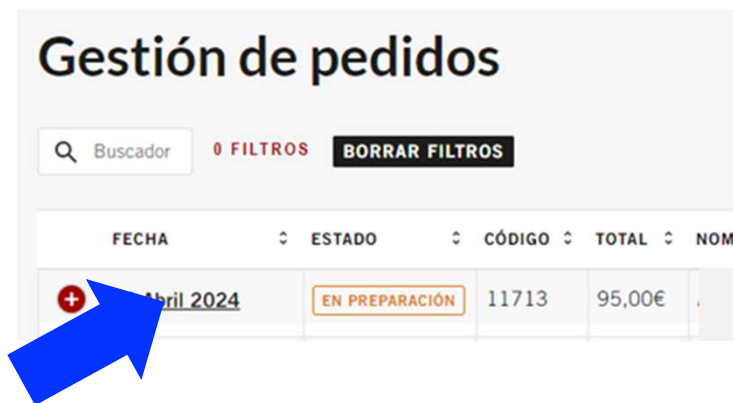 Gestión de pedidos
Buscador 0 FILTROS BORRAR FILTROS
FECHA ESTADO CÓDIGO TOTAL NOM
Abril 2024 EN PREPARACIÓN 11713 95,00€